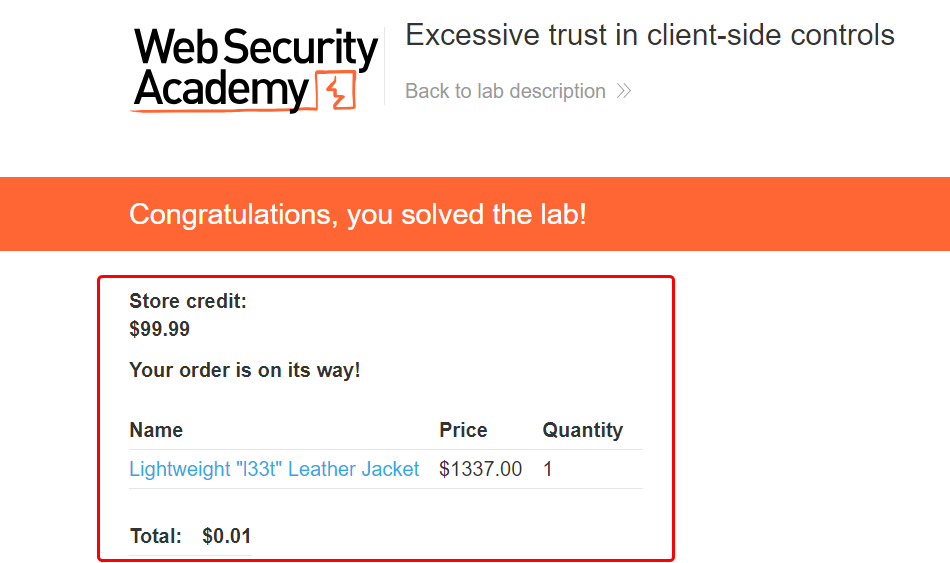 Web Security
Academy
Excessive trust in client-side controls
Back to lab description >>
Congratulations, you solved the lab!
Store credit:
$99.99
Your order is on its way!
Name Price Quantity
Lightweight "l33t" Leather Jacket $1337.00 1
Total: $0.01